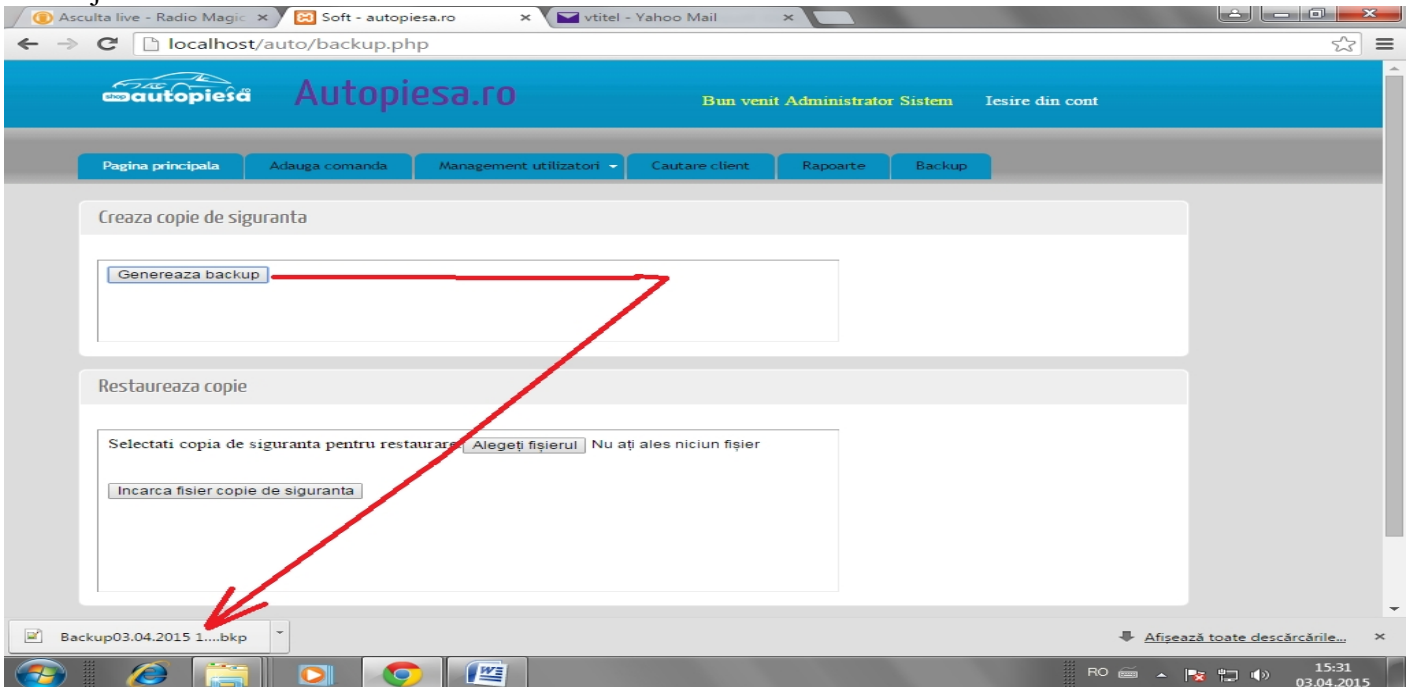 Asculta live - Radio Magic
Soft - autopiesa.ro
vtitel - Yahoo Mail
localhost/auto/backup.php
shop autopiesă
Autopiesa.ro
Bun venit Administrator Sistem
Iesire din cont
Pagina principala
Adauga comanda
Management utilizatori
Cautare client
Rapoarte
Backup
Creaza copie de siguranta
Genereaza backup
Restaureaza copie
Selectati copia de siguranta pentru restaurare
Alegeți fișierul
Nu ați ales niciun fișier
Incarca fisier copie de siguranta
Backup03.04.2015 1....bkp
Afișează toate descărcările...
RO
15:31
03.04.2015